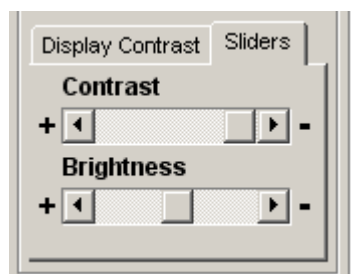 Display Contrast Sliders
Contrast
+ -
Brightness
+ -